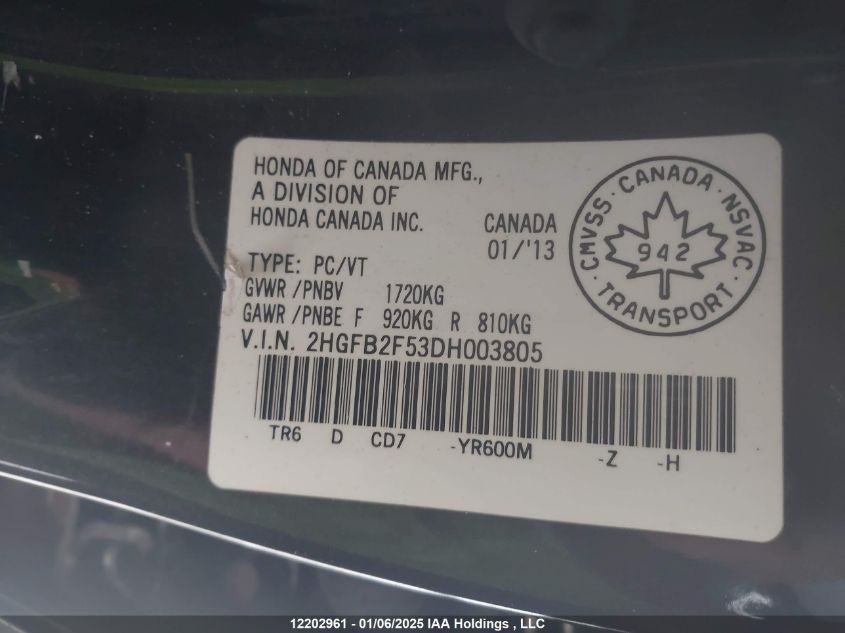 HONDA OF CANADA MFG.,
A DIVISION OF
HONDA CANADA INC.
CANADA
01/'13
CMVSS · CANADA · NSVAC
942
TRANSPORT
TYPE: PC/VT
GVWR /PNBV 1720KG
GAWR /PNBE F 920KG R 810KG
V.I.N. 2HGFB2F53DH003805
TR6 D CD7 -YR600M -Z -H
12202961 - 01/06/2025 IAA Holdings , LLC